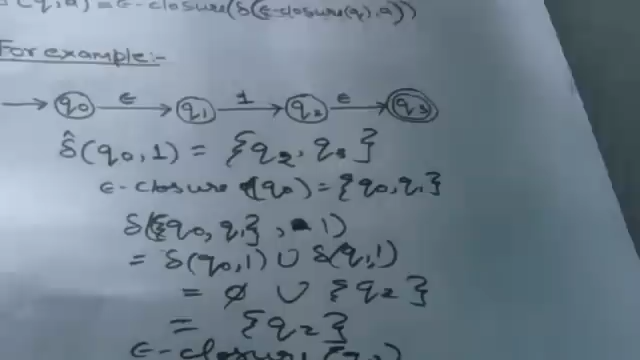 (q,a) = ε-closure(δ(ε-closure(q),a))
For example:-
q0 ε q1 1 q2 ε q3
δ̂(q0,1) = {q2, q3}
ε-closure (q0) = {q0,q1}
δ({q0,q1}, 1)
= δ(q0,1) ∪ δ(q1,1)
= ∅ ∪ {q2}
= {q2}
ε-closure